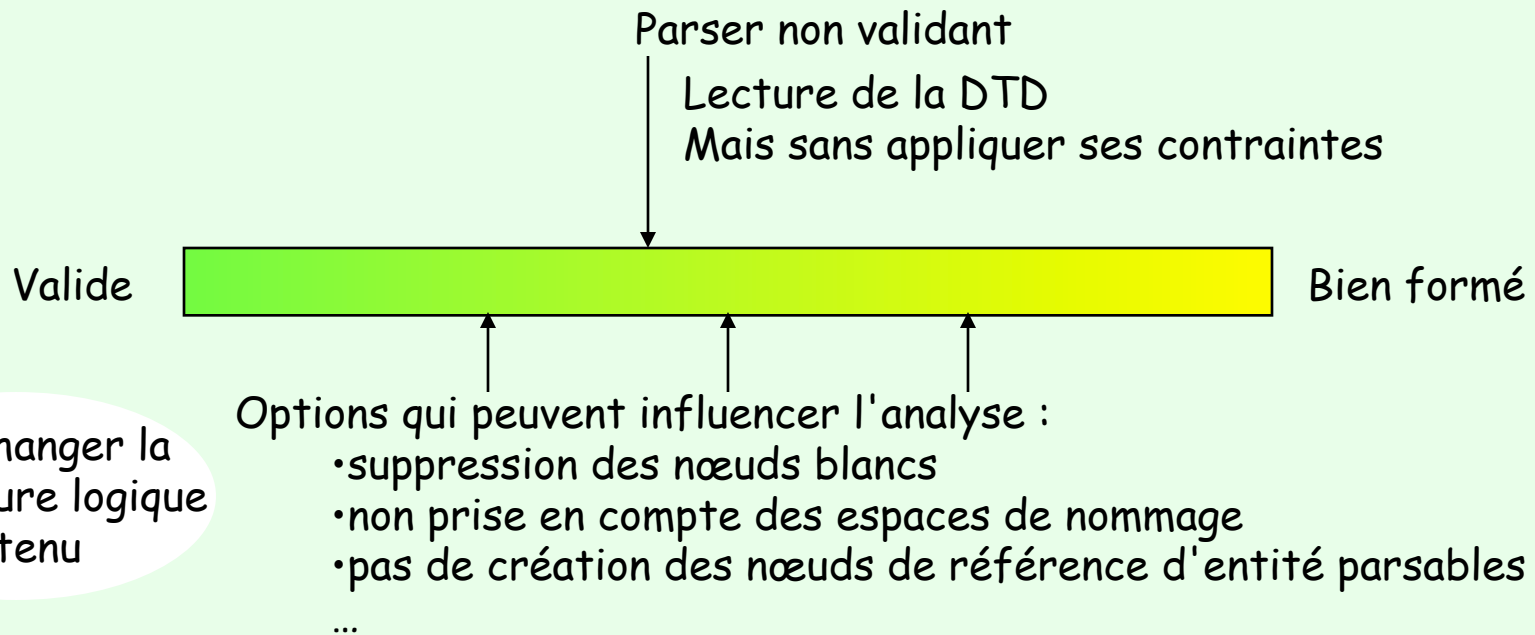 Parser non validant
Lecture de la DTD
Mais sans appliquer ses contraintes
Valide
Bien formé
Options qui peuvent influencer l'analyse :
•suppression des nœuds blancs
•non prise en compte des espaces de nommage
•pas de création des nœuds de référence d'entité parsables
…
la
logique